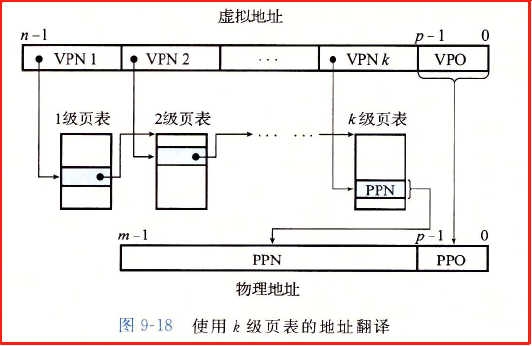 虚拟地址
n-1 p-1 0
VPN 1 VPN 2 ... VPN k VPO
1级页表 2级页表 ... ... k级页表
PPN
m-1 p-1 0
PPN PPO
物理地址
图 9-18 使用 k 级页表的地址翻译